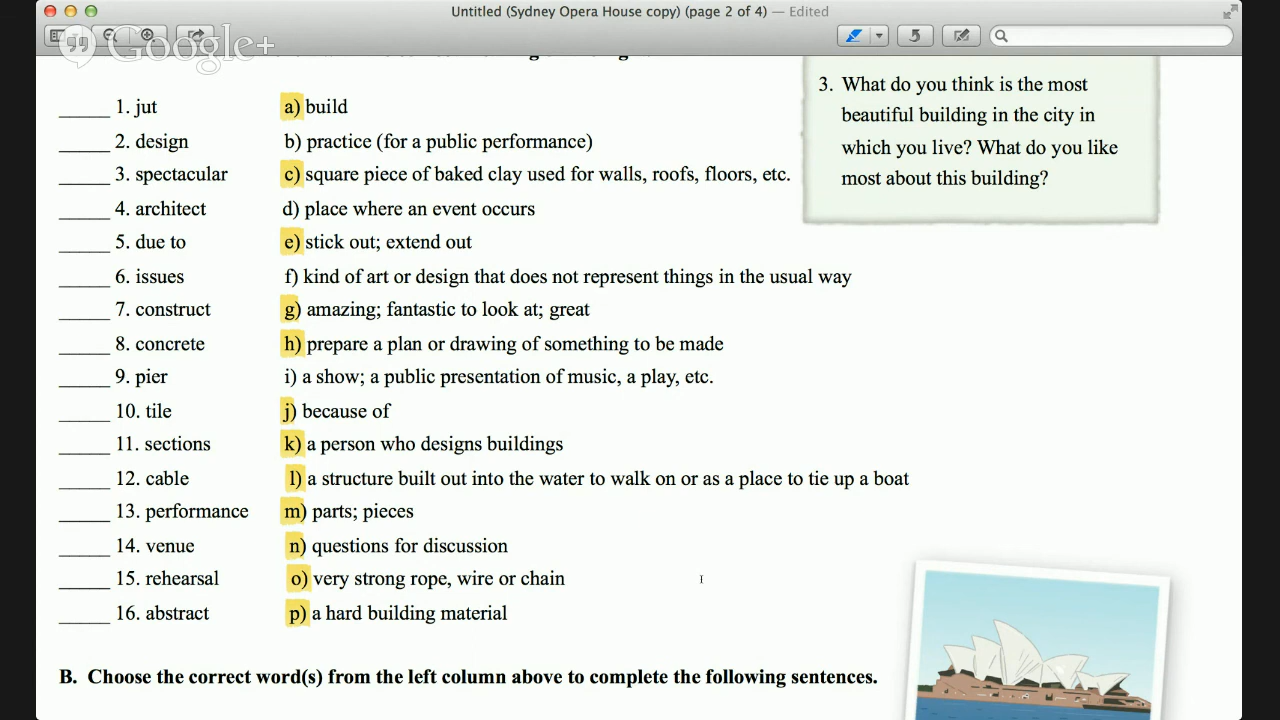 Untitled (Sydney Opera House copy) (page 2 of 4) — Edited
Google+
3. What do you think is the most
beautiful building in the city in
which you live? What do you like
most about this building?
_____ 1. jut a) build
_____ 2. design b) practice (for a public performance)
_____ 3. spectacular c) square piece of baked clay used for walls, roofs, floors, etc.
_____ 4. architect d) place where an event occurs
_____ 5. due to e) stick out; extend out
_____ 6. issues f) kind of art or design that does not represent things in the usual way
_____ 7. construct g) amazing; fantastic to look at; great
_____ 8. concrete h) prepare a plan or drawing of something to be made
_____ 9. pier i) a show; a public presentation of music, a play, etc.
_____ 10. tile j) because of
_____ 11. sections k) a person who designs buildings
_____ 12. cable l) a structure built out into the water to walk on or as a place to tie up a boat
_____ 13. performance m) parts; pieces
_____ 14. venue n) questions for discussion
_____ 15. rehearsal o) very strong rope, wire or chain
_____ 16. abstract p) a hard building material
B. Choose the correct word(s) from the left column above to complete the following sentences.